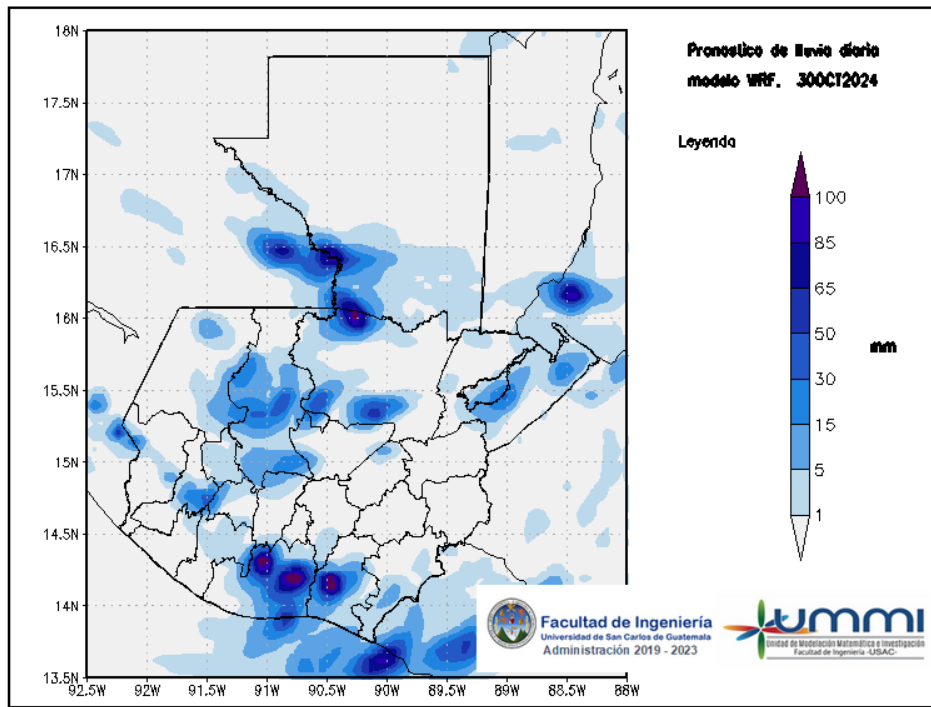 Pronostico de lluvia diaria
modelo WRF. 30OCT2024
Leyenda
100
85
65
50
30
15
5
1
mm
18N
17.5N
17N
16.5N
16N
15.5N
15N
14.5N
14N
13.5N
92.5W
92W
91.5W
91W
90.5W
90W
89.5W
89W
88.5W
88W
Facultad de Ingeniería
Universidad de San Carlos de Guatemala
Administración 2019 - 2023
UMMI
Unidad de Modelación Matemática e Investigación
Facultad de Ingeniería -USAC-